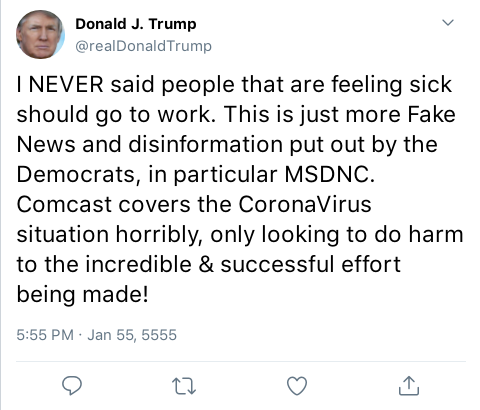 Donald J. Trump
@realDonaldTrump
I NEVER said people that are feeling sick
should go to work. This is just more Fake
News and disinformation put out by the
Democrats, in particular MSDNC.
Comcast covers the CoronaVirus
situation horribly, only looking to do harm
to the incredible & successful effort
being made!
5:55 PM · Jan 55, 5555